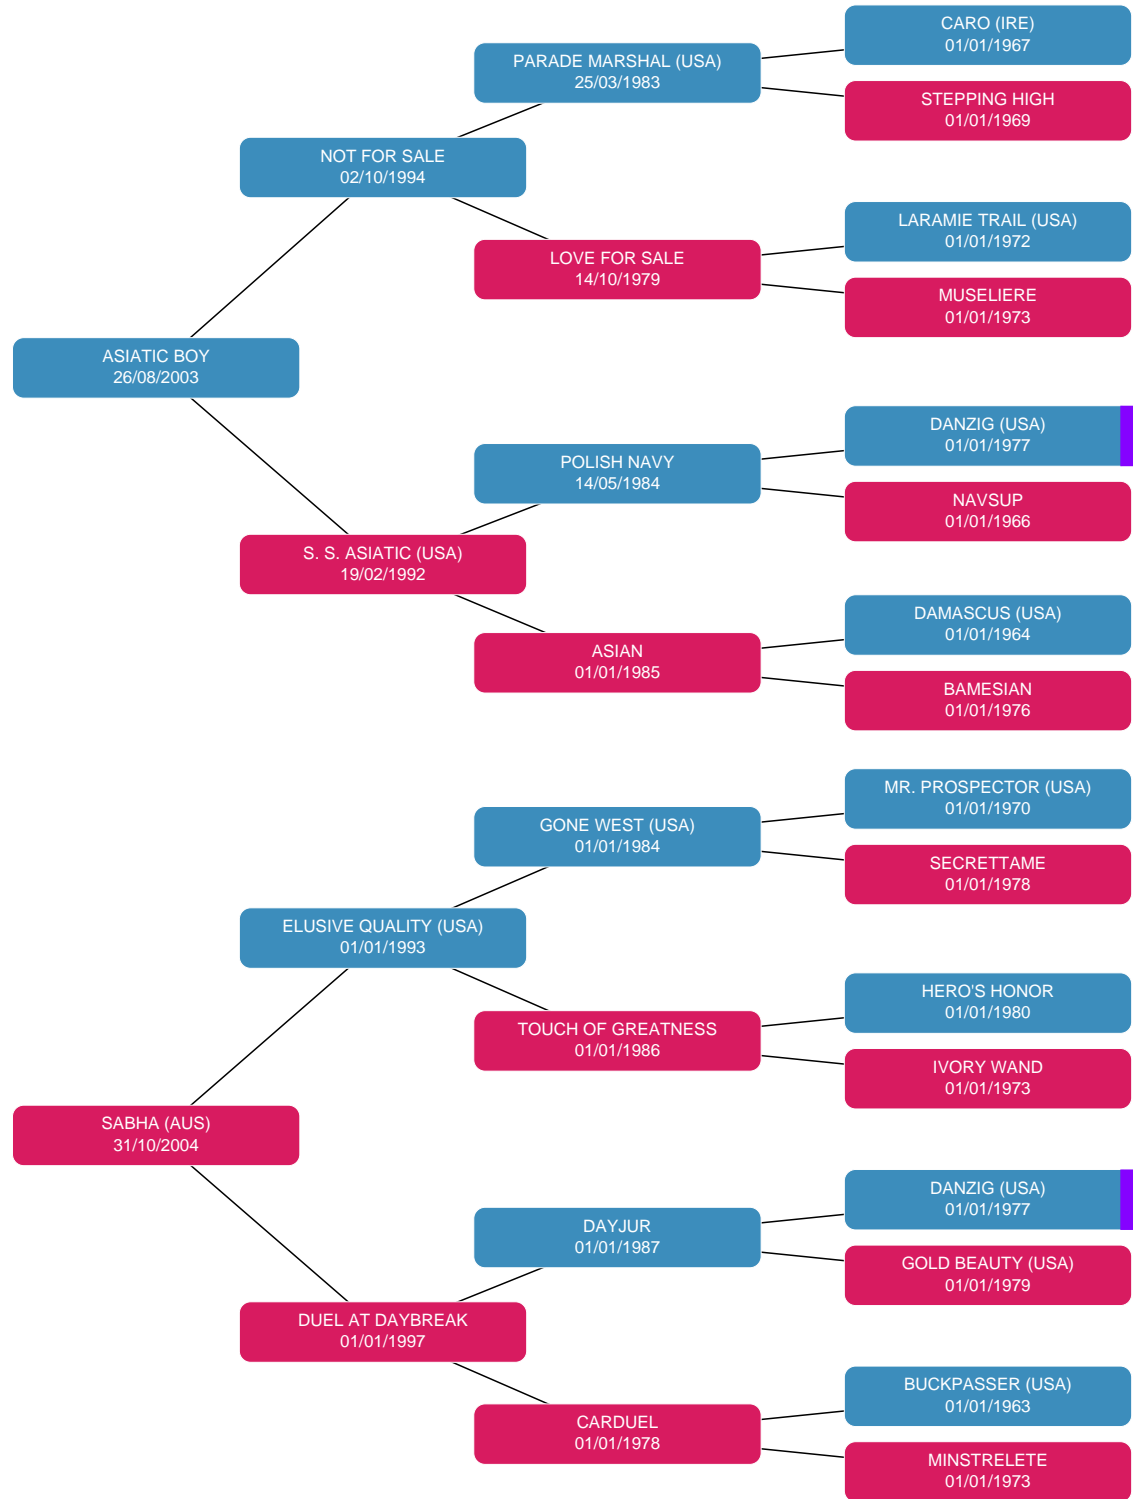 CARO (IRE)
01/01/1967
PARADE MARSHAL (USA)
25/03/1983
STEPPING HIGH
01/01/1969
NOT FOR SALE
02/10/1994
LARAMIE TRAIL (USA)
01/01/1972
LOVE FOR SALE
14/10/1979
MUSELIERE
01/01/1973
ASIATIC BOY
26/08/2003
DANZIG (USA)
01/01/1977
POLISH NAVY
14/05/1984
NAVSUP
01/01/1966
S. S. ASIATIC (USA)
19/02/1992
DAMASCUS (USA)
01/01/1964
ASIAN
01/01/1985
BAMESIAN
01/01/1976
MR. PROSPECTOR (USA)
01/01/1970
GONE WEST (USA)
01/01/1984
SECRETTAME
01/01/1978
ELUSIVE QUALITY (USA)
01/01/1993
HERO'S HONOR
01/01/1980
TOUCH OF GREATNESS
01/01/1986
IVORY WAND
01/01/1973
SABHA (AUS)
31/10/2004
DANZIG (USA)
01/01/1977
DAYJUR
01/01/1987
GOLD BEAUTY (USA)
01/01/1979
DUEL AT DAYBREAK
01/01/1997
BUCKPASSER (USA)
01/01/1963
CARDUEL
01/01/1978
MINSTRELETE
01/01/1973